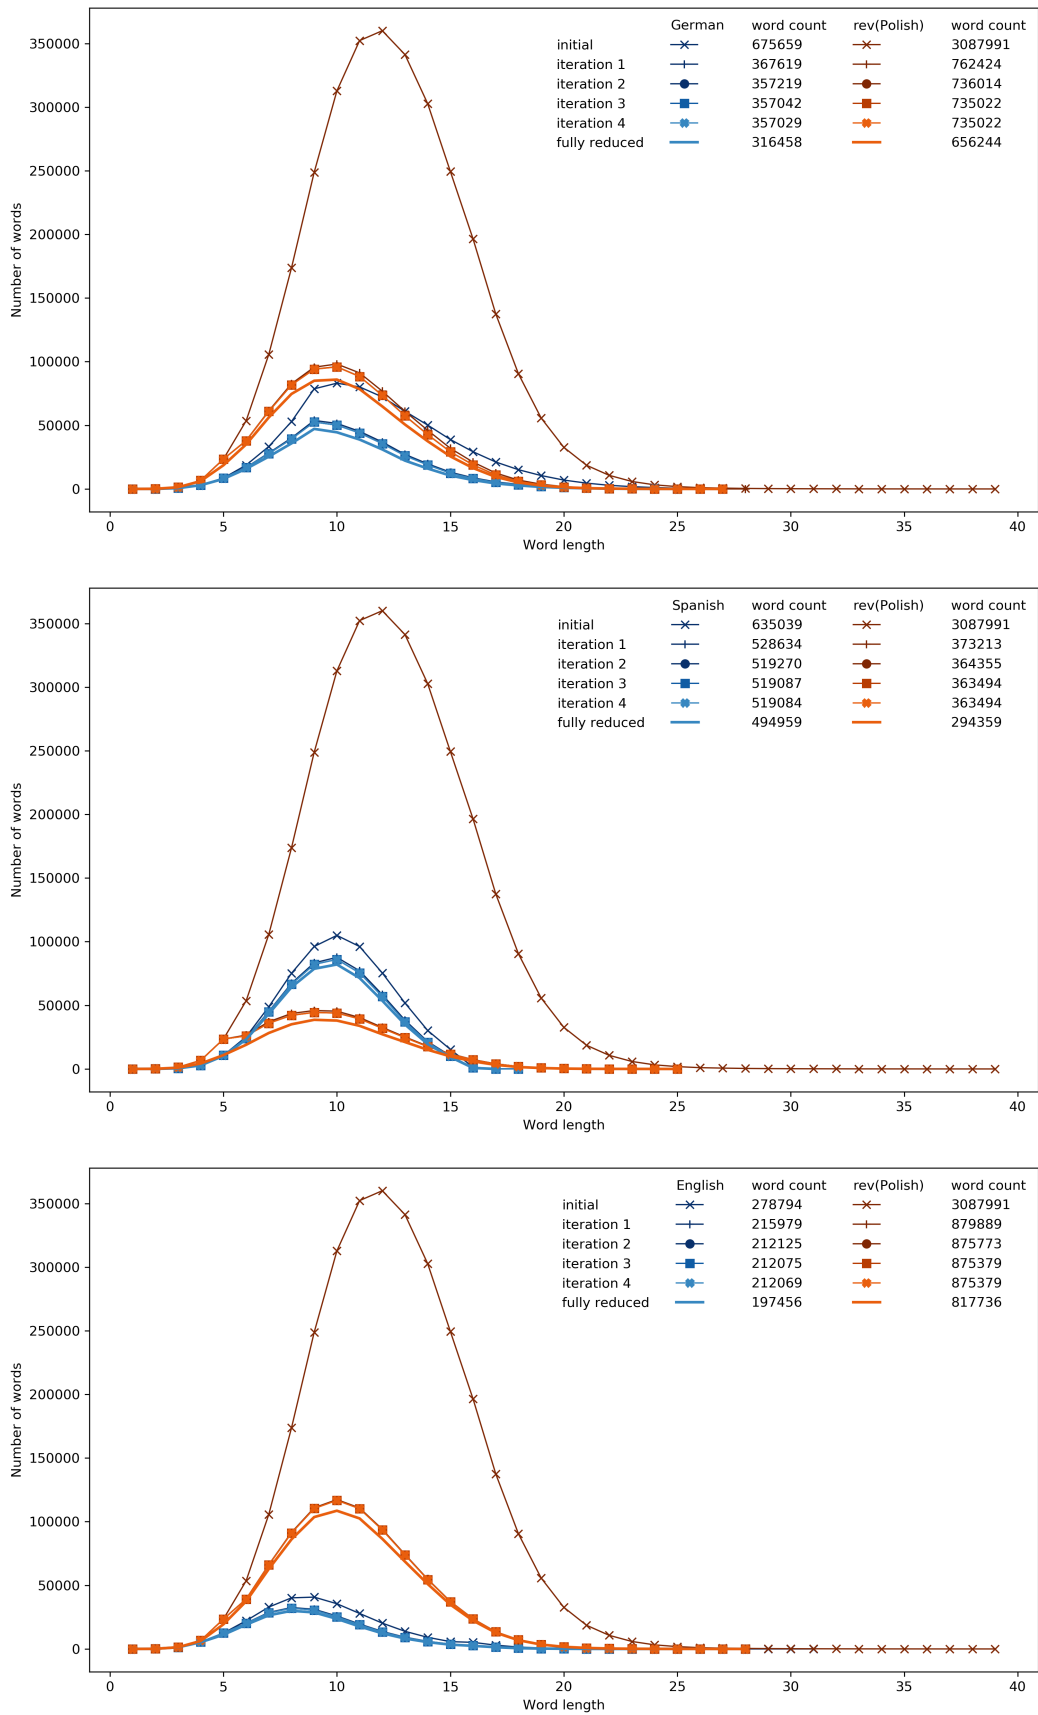 German word count rev(Polish) word count
initial 675659 3087991
iteration 1 367619 762424
iteration 2 357219 736014
iteration 3 357042 735022
iteration 4 357029 735022
fully reduced 316458 656244
350000
300000
250000
200000
150000
100000
50000
0
Number of words
0 5 10 15 20 25 30 35 40
Word length
Spanish word count rev(Polish) word count
initial 635039 3087991
iteration 1 528634 373213
iteration 2 519270 364355
iteration 3 519087 363494
iteration 4 519084 363494
fully reduced 494959 294359
350000
300000
250000
200000
150000
100000
50000
0
Number of words
0 5 10 15 20 25 30 35 40
Word length
English word count rev(Polish) word count
initial 278794 3087991
iteration 1 215979 879889
iteration 2 212125 875773
iteration 3 212075 875379
iteration 4 212069 875379
fully reduced 197456 817736
350000
300000
250000
200000
150000
100000
50000
0
Number of words
0 5 10 15 20 25 30 35 40
Word length